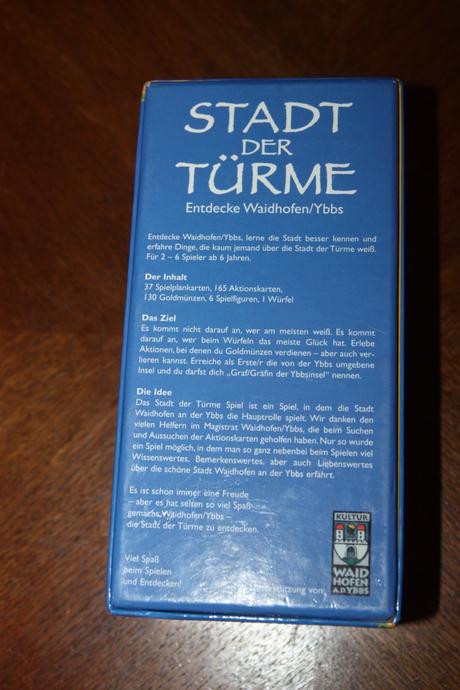 STADT
DER
TÜRME
Entdecke Waidhofen/Ybbs
Entdecke Waidhofen/Ybbs, lerne die Stadt besser kennen und
erfahre Dinge, die kaum jemand über die Stadt der Türme weiß.
Für 2 – 6 Spieler ab 6 Jahren.
Der Inhalt
37 Spielplankarten, 165 Aktionskarten,
130 Goldmünzen, 6 Spielfiguren, 1 Würfel
Das Ziel
Es kommt nicht darauf an, wer am meisten weiß. Es kommt
darauf an, wer beim Würfeln das meiste Glück hat. Erlebe
Aktionen, bei denen du Goldmünzen verdienen – aber auch ver-
lieren kannst. Erreiche als Erste/r die von der Ybbs umgebene
Insel und du darfst dich „Graf/Gräfin der Ybbsinsel" nennen.
Die Idee
Das Stadt der Türme Spiel ist ein Spiel, in dem die Stadt
Waidhofen an der Ybbs die Hauptrolle spielt. Wir danken den
vielen Helfern im Magistrat Waidhofen/Ybbs, die beim Suchen
und Aussuchen der Aktionskarten geholfen haben. Nur so wurde
ein Spiel möglich, in dem man so ganz nebenbei beim Spielen viel
Wissenswertes, Bemerkenswertes, aber auch Liebenswertes
über die schöne Stadt Waidhofen an der Ybbs erfährt.
Es ist schon immer eine Freude
– aber es hat selten so viel Spaß
gemacht, Waidhofen/Ybbs –
die Stadt der Türme zu entdecken.
Viel Spaß
beim Spielen
und Entdecken!
von
KULTUR
WAID
HOFEN
A.D.YBBS